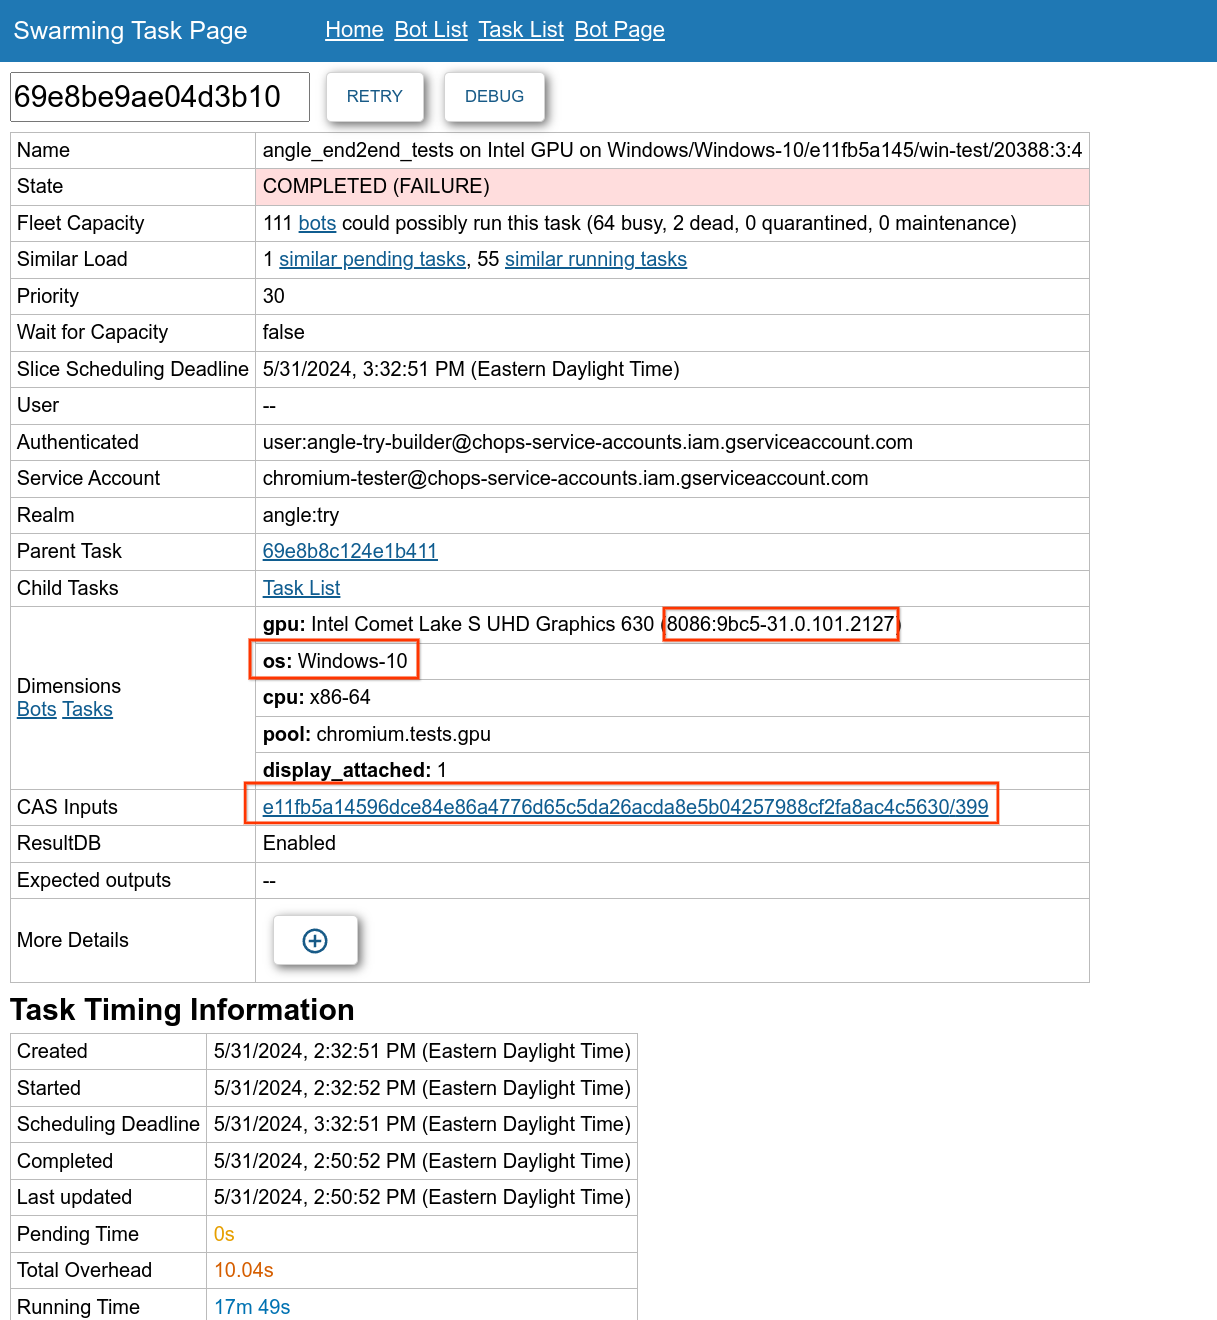 Swarming Task Page Home Bot List Task List Bot Page
69e8be9ae04d3b10 RETRY DEBUG
Name angle_end2end_tests on Intel GPU on Windows/Windows-10/e11fb5a145/win-test/20388:3:4
State COMPLETED (FAILURE)
Fleet Capacity 111 bots could possibly run this task (64 busy, 2 dead, 0 quarantined, 0 maintenance)
Similar Load 1 similar pending tasks, 55 similar running tasks
Priority 30
Wait for Capacity false
Slice Scheduling Deadline 5/31/2024, 3:32:51 PM (Eastern Daylight Time)
User --
Authenticated user:angle-try-builder@chops-service-accounts.iam.gserviceaccount.com
Service Account chromium-tester@chops-service-accounts.iam.gserviceaccount.com
Realm angle:try
Parent Task 69e8b8c124e1b411
Child Tasks Task List
gpu: Intel Comet Lake S UHD Graphics 630 (8086:9bc5-31.0.101.2127)
os: Windows-10
Dimensions
Bots Tasks
cpu: x86-64
pool: chromium.tests.gpu
display_attached: 1
CAS Inputs e11fb5a14596dce84e86a4776d65c5da26acda8e5b04257988cf2fa8ac4c5630/399
ResultDB Enabled
Expected outputs --
More Details
Task Timing Information
Created 5/31/2024, 2:32:51 PM (Eastern Daylight Time)
Started 5/31/2024, 2:32:52 PM (Eastern Daylight Time)
Scheduling Deadline 5/31/2024, 3:32:51 PM (Eastern Daylight Time)
Completed 5/31/2024, 2:50:52 PM (Eastern Daylight Time)
Last updated 5/31/2024, 2:50:52 PM (Eastern Daylight Time)
Pending Time 0s
Total Overhead 10.04s
Running Time 17m 49s